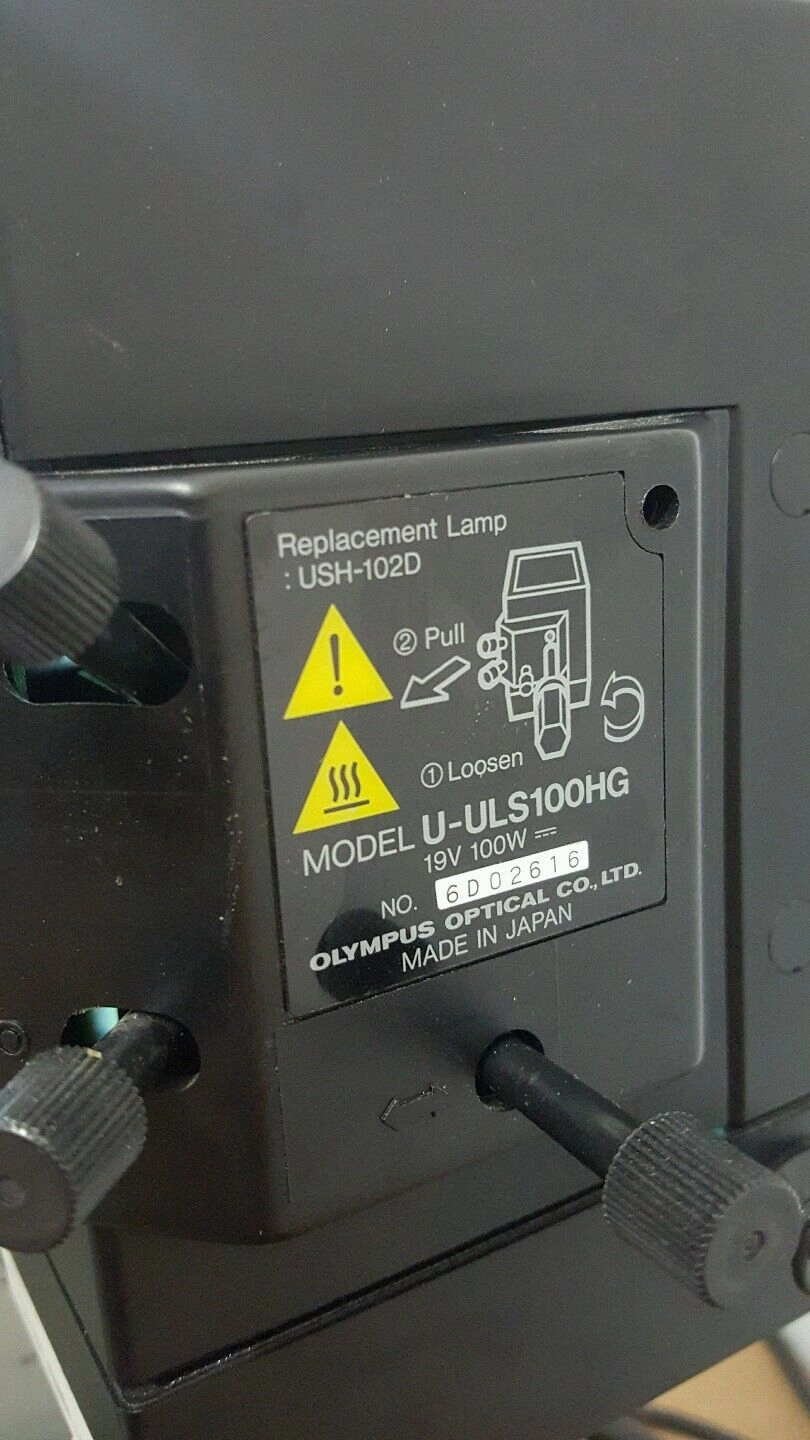 Replacement Lamp
: USH-102D
② Pull
① Loosen
MODEL U-ULS100HG
19V 100W ⎓
NO. 6D02616
OLYMPUS OPTICAL CO., LTD.
MADE IN JAPAN